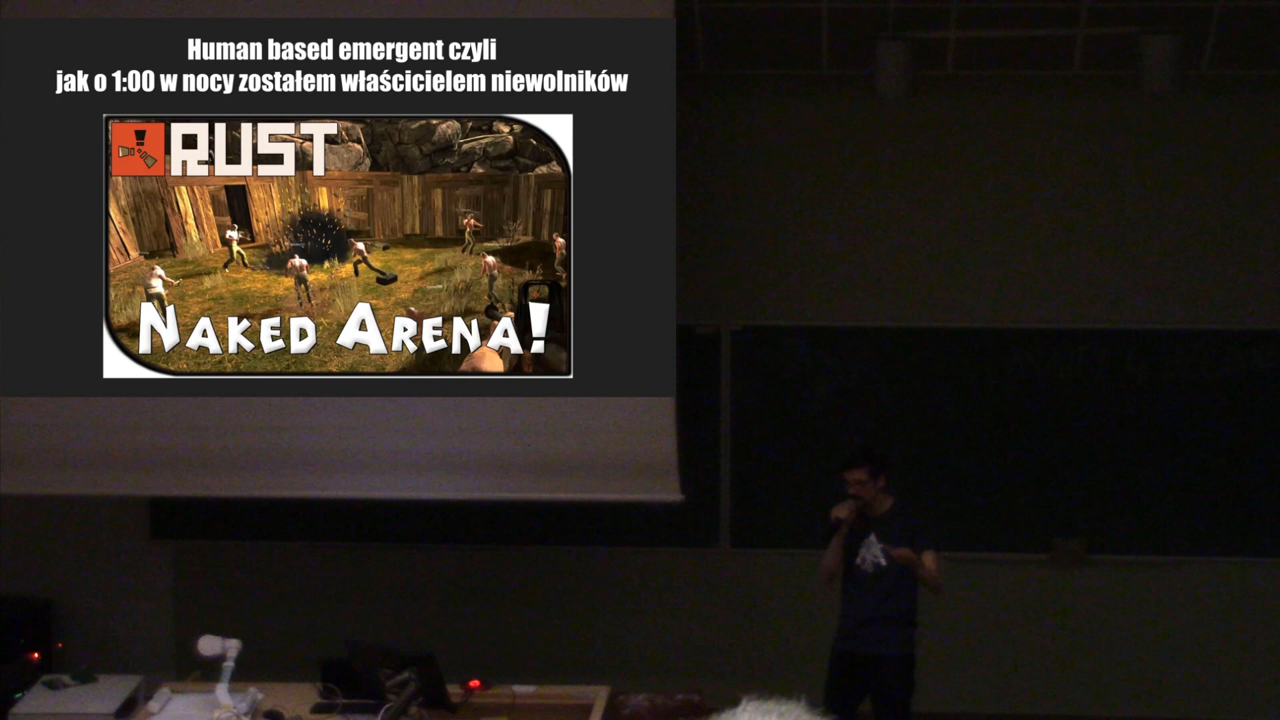 Human based emergent czyli
jak o 1:00 w nocy zostałem właścicielem niewolników
RUST
NAKED ARENA!